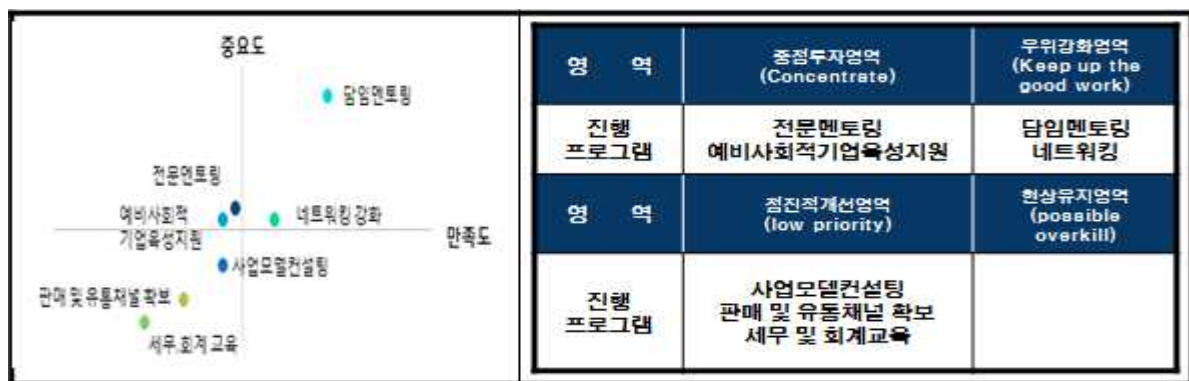 중요도
담임멘토링
전문멘토링
예비사회적
기업육성지원
네트워킹 강화
만족도
사업모델컨설팅
판매 및 유통채널 확보
세무,회계 교육
영 역
중점투자영역
(Concentrate)
우위강화영역
(Keep up the
good work)
진행
프로그램
전문멘토링
예비사회적기업육성지원
담임멘토링
네트워킹
영 역
점진적개선영역
(low priority)
현상유지영역
(possible
overkill)
진행
프로그램
사업모델컨설팅
판매 및 유통채널 확보
세무 및 회계교육